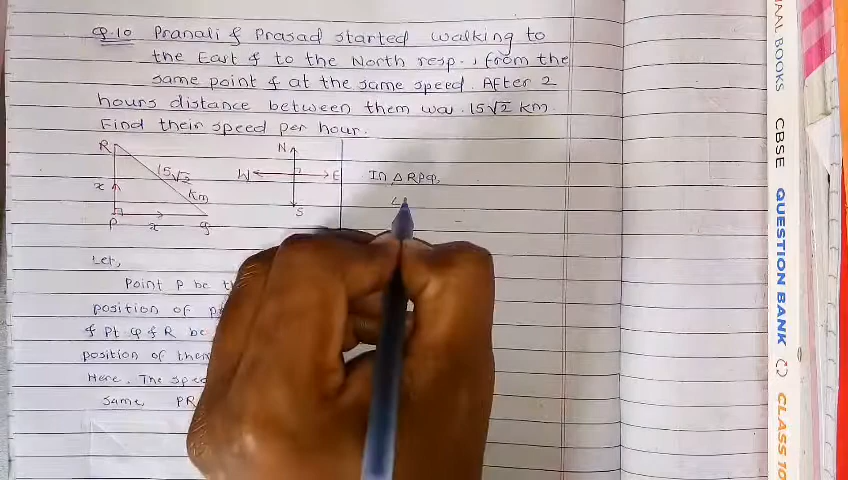 Q.10 Pranali & Prasad started walking to
the East & to the North resp., from the
same point & at the same speed. After 2
hours distance between them was 15√2 km.
Find their speed per hour.
R
15√2
km
x
P
x
Q
N
W
E
S
In △ RPQ,
∠
Let,
Point P be
position of
& pt Q & R be
position of them
Here, The
same PR
CBSE QUESTION BANK
CLASS 10